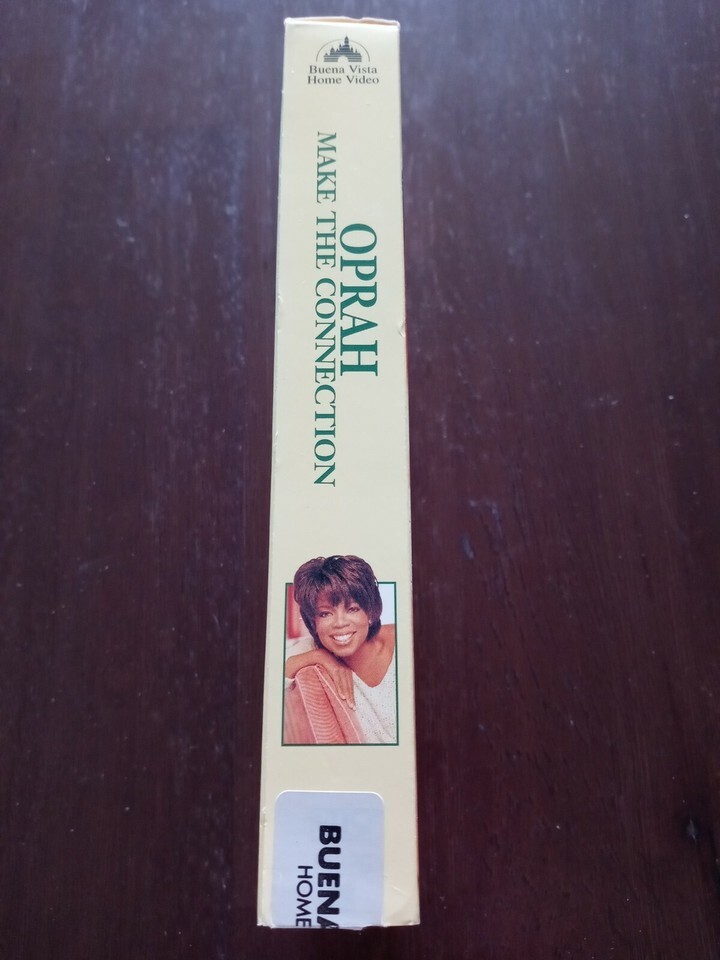 Buena Vista
Home Video
OPRAH
MAKE THE CONNECTION
BUENA
HOME